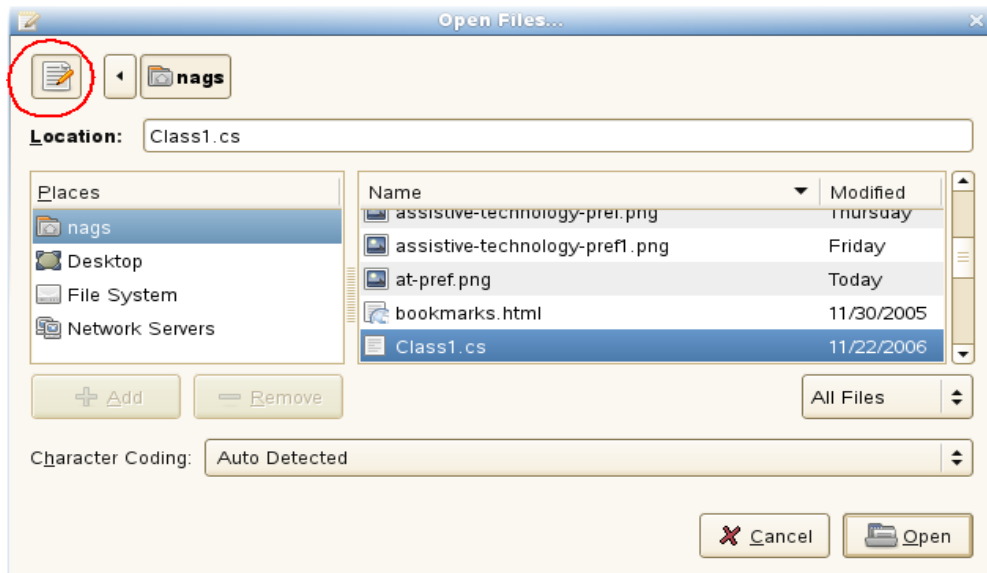 Open Files...
nags
Location: Class1.cs
Places
nags
Desktop
File System
Network Servers
Name Modified
assistive-technology-pref.png Thursday
assistive-technology-pref1.png Friday
at-pref.png Today
bookmarks.html 11/30/2005
Class1.cs 11/22/2006
Add Remove All Files
Character Coding: Auto Detected
Cancel Open